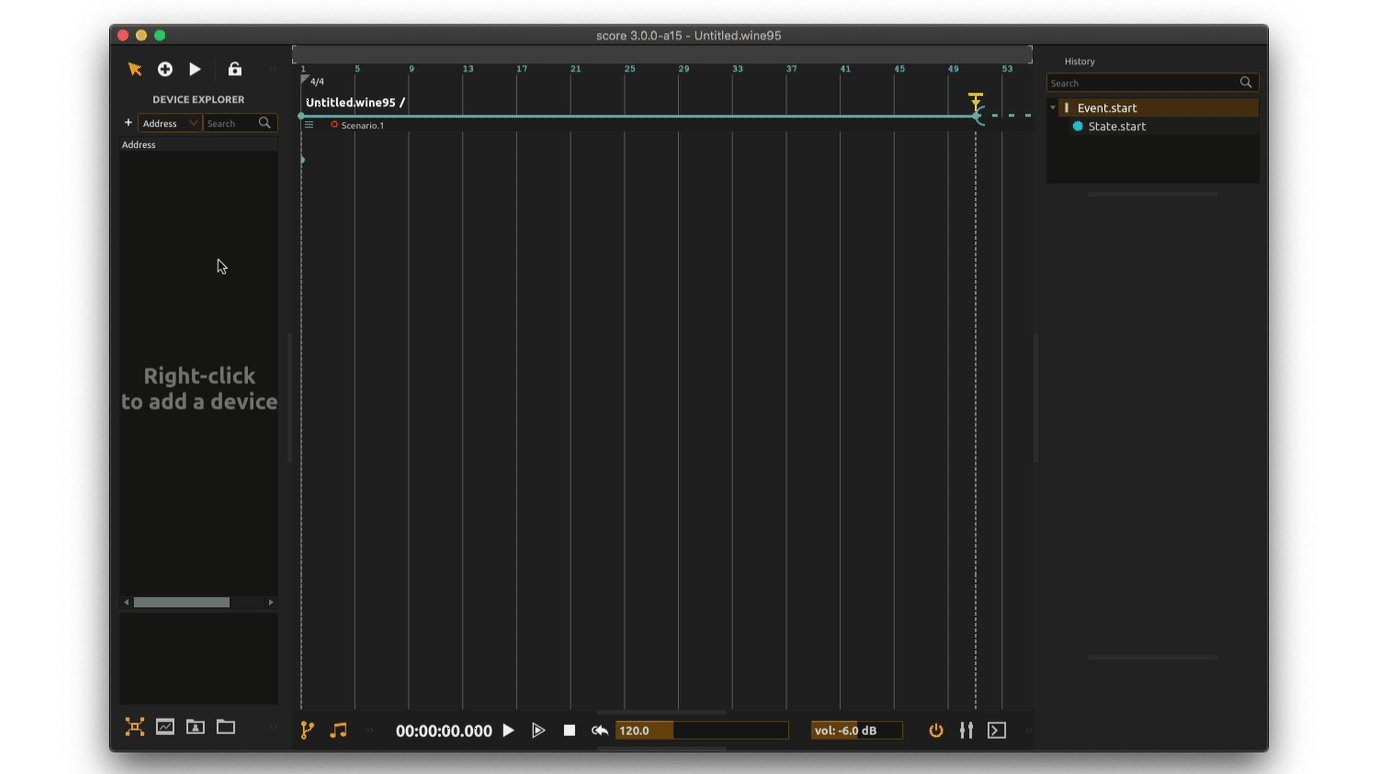 score 3.0.0-a15 - Untitled.wine95
DEVICE EXPLORER
Address
Search
Address
Right-click
to add a device
1 5 9 13 17 21 25 29 33 37 41 45 49 53
4/4
Untitled.wine95 /
Scenario.1
00:00:00.000
120.0
vol: -6.0 dB
History
Search
Event.start
State.start